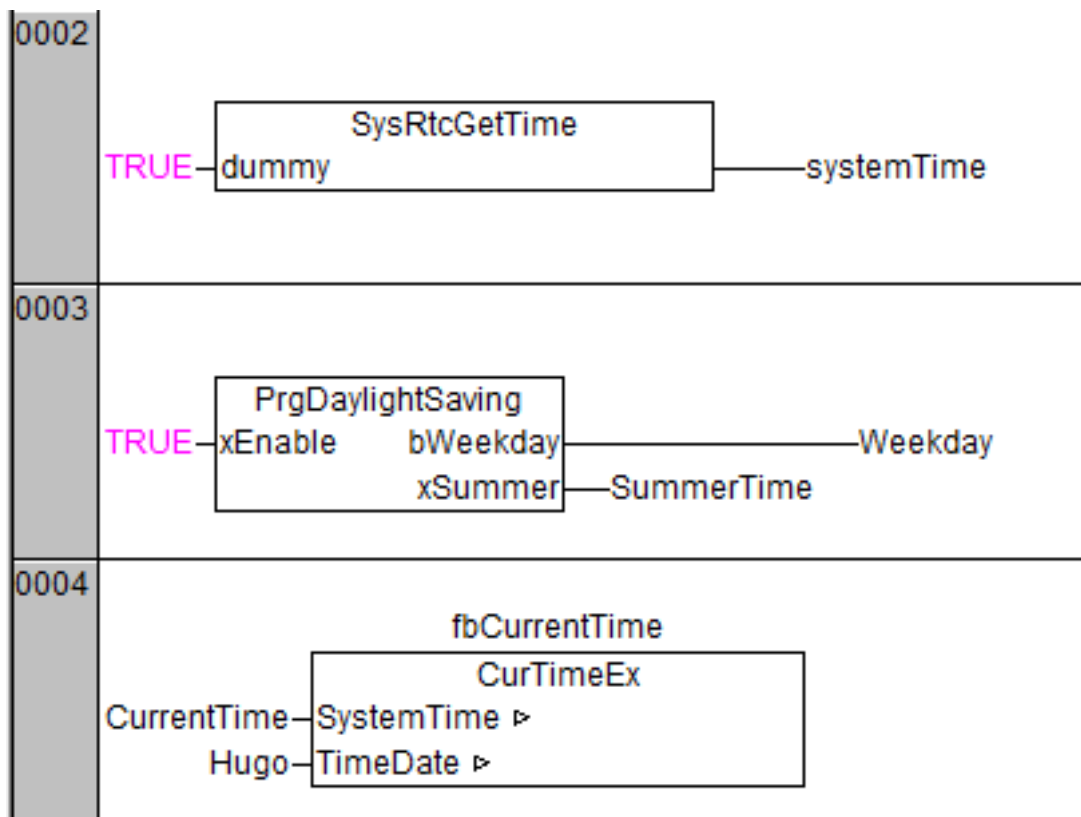 0002
SysRtcGetTime
TRUE dummy systemTime
0003
PrgDaylightSaving
TRUE xEnable bWeekday Weekday
xSummer SummerTime
0004
fbCurrentTime
CurTimeEx
CurrentTime SystemTime
Hugo TimeDate